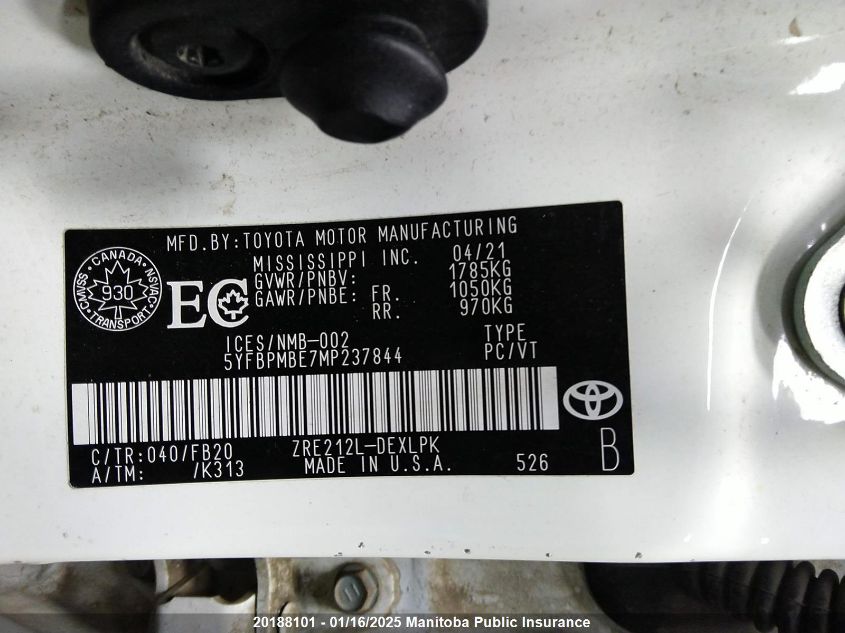 MFD.BY:TOYOTA MOTOR MANUFACTURING
MISSISSIPPI INC. 04/21
GVWR/PNBV: 1785KG
GAWR/PNBE: FR. 1050KG
RR. 970KG
CANADA
CMVSS 930 NSVAC
TRANSPORT
EC
ICES/NMB-002 TYPE
5YFBPMBE7MP237844 PC/VT
C/TR:040/FB20 ZRE212L-DEXLPK
A/TM: /K313 MADE IN U.S.A. 526 B
20188101 - 01/16/2025 Manitoba Public Insurance